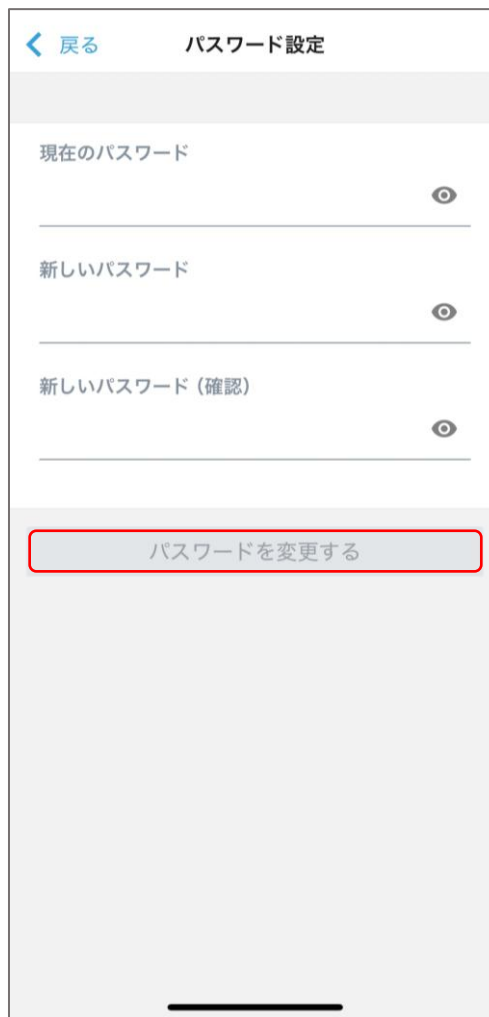 戻る パスワード設定
現在のパスワード
新しいパスワード
新しいパスワード（確認）
パスワードを変更する